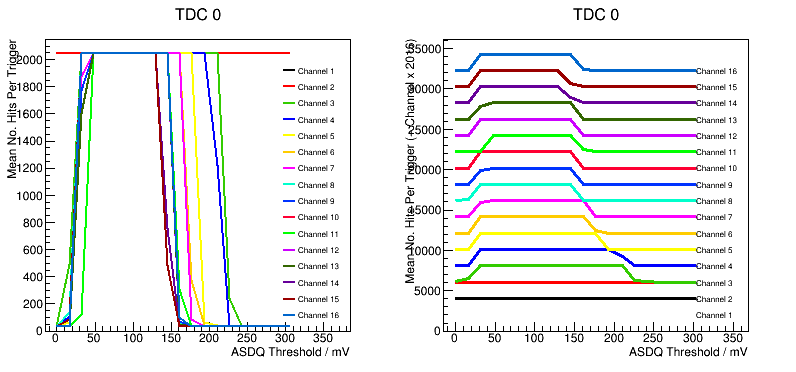 TDC 0
Mean No. Hits Per Trigger
2000
1800
1600
1400
1200
1000
800
600
400
200
0
0 50 100 150 200 250 300 350
ASDQ Threshold / mV
Channel 1
Channel 2
Channel 3
Channel 4
Channel 5
Channel 6
Channel 7
Channel 8
Channel 9
Channel 10
Channel 11
Channel 12
Channel 13
Channel 14
Channel 15
Channel 16
TDC 0
Mean No. Hits Per Trigger (+Channel x 2016)
35000
30000
25000
20000
15000
10000
5000
0
0 50 100 150 200 250 300 350
ASDQ Threshold / mV
Channel 16
Channel 15
Channel 14
Channel 13
Channel 12
Channel 11
Channel 10
Channel 9
Channel 8
Channel 7
Channel 6
Channel 5
Channel 4
Channel 3
Channel 2
Channel 1